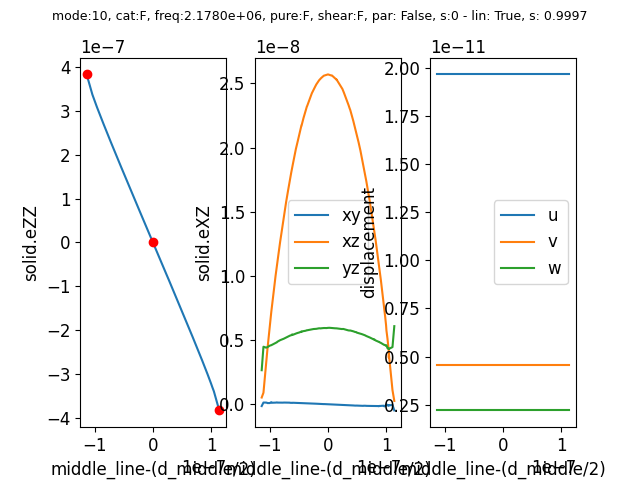 mode:10, cat:F, freq:2.1780e+06, pure:F, shear:F, par: False, s:0 - lin: True, s: 0.9997
1e−7
solid.eZZ
4
3
2
1
0
−1
−2
−3
−4
−1 0 1
1e−7
middle_line-(d_middle/2)
1e−8
solid.eXZ
2.5
2.0
1.5
1.0
0.5
0.0
xy
xz
yz
−1 0 1
1e−7
middle_line-(d_middle/2)
1e−11
displacement
2.00
1.75
1.50
1.25
1.00
0.75
0.50
0.25
u
v
w
−1 0 1
1e−7
middle_line-(d_middle/2)